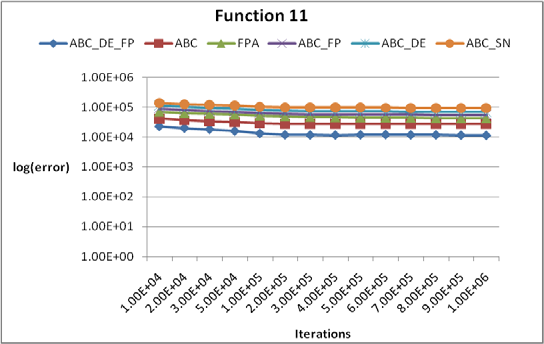 Function 11
ABC_DE_FP ABC FPA ABC_FP ABC_DE ABC_SN
1.00E+06
1.00E+05
1.00E+04
1.00E+03
1.00E+02
1.00E+01
1.00E+00
log(error)
1.00E+04 2.00E+04 3.00E+04 5.00E+04 1.00E+05 2.00E+05 3.00E+05 4.00E+05 5.00E+05 6.00E+05 7.00E+05 8.00E+05 9.00E+05 1.00E+06
Iterations